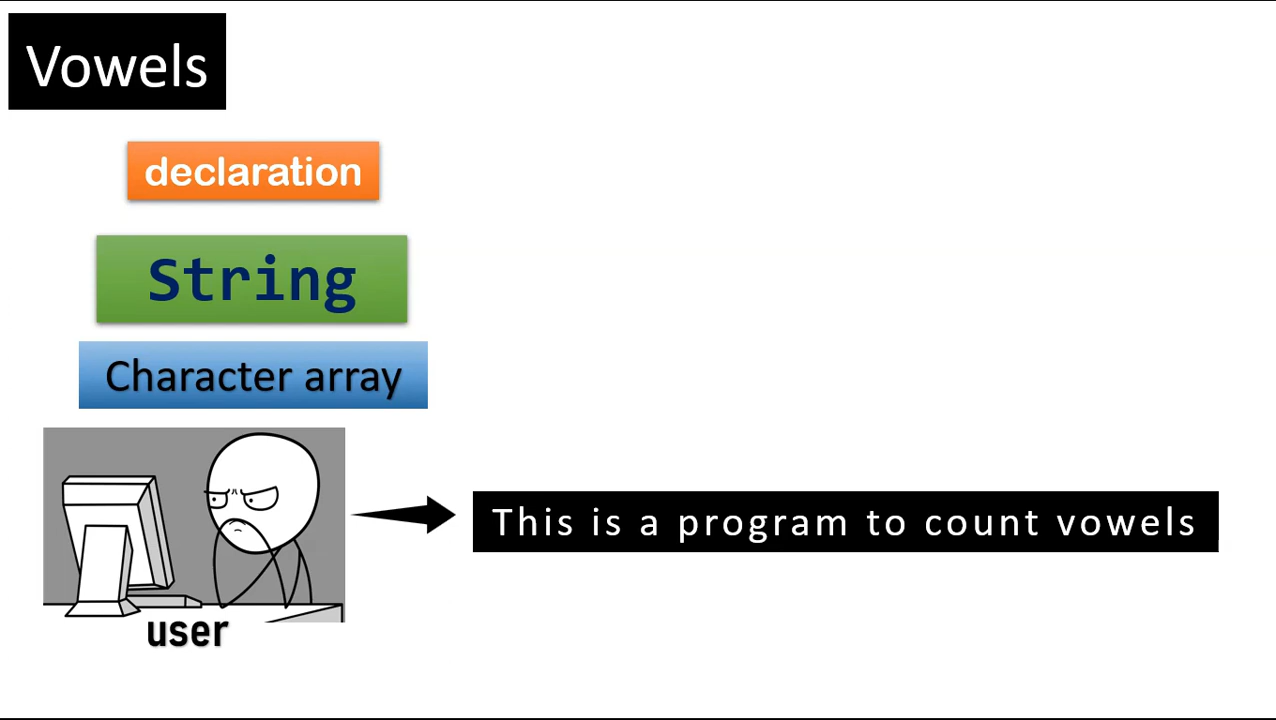 Vowels
declaration
String
Character array
This is a program to count vowels
user